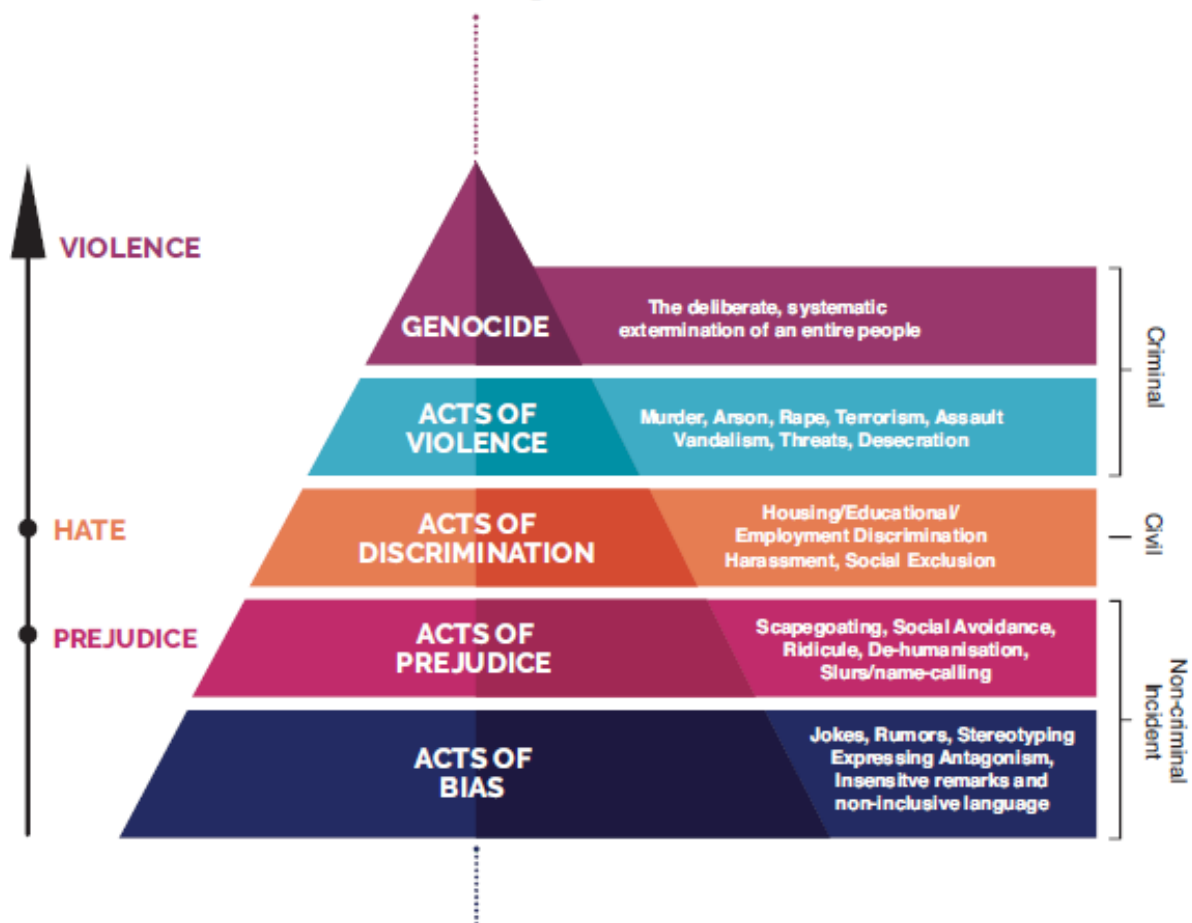 VIOLENCE
GENOCIDE
The deliberate, systematic
extermination of an entire people
Criminal
ACTS OF
VIOLENCE
Murder, Arson, Rape, Terrorism, Assault
Vandalism, Threats, Desecration
HATE
ACTS OF
DISCRIMINATION
Housing/Educational/
Employment Discrimination
Harassment, Social Exclusion
Civil
PREJUDICE
ACTS OF
PREJUDICE
Scapegoating, Social Avoidance,
Ridicule, De-humanisation,
Slurs/name-calling
Non-criminal
Incident
ACTS OF
BIAS
Jokes, Rumors, Stereotyping
Expressing Antagonism,
Insensitve remarks and
non-inclusive language